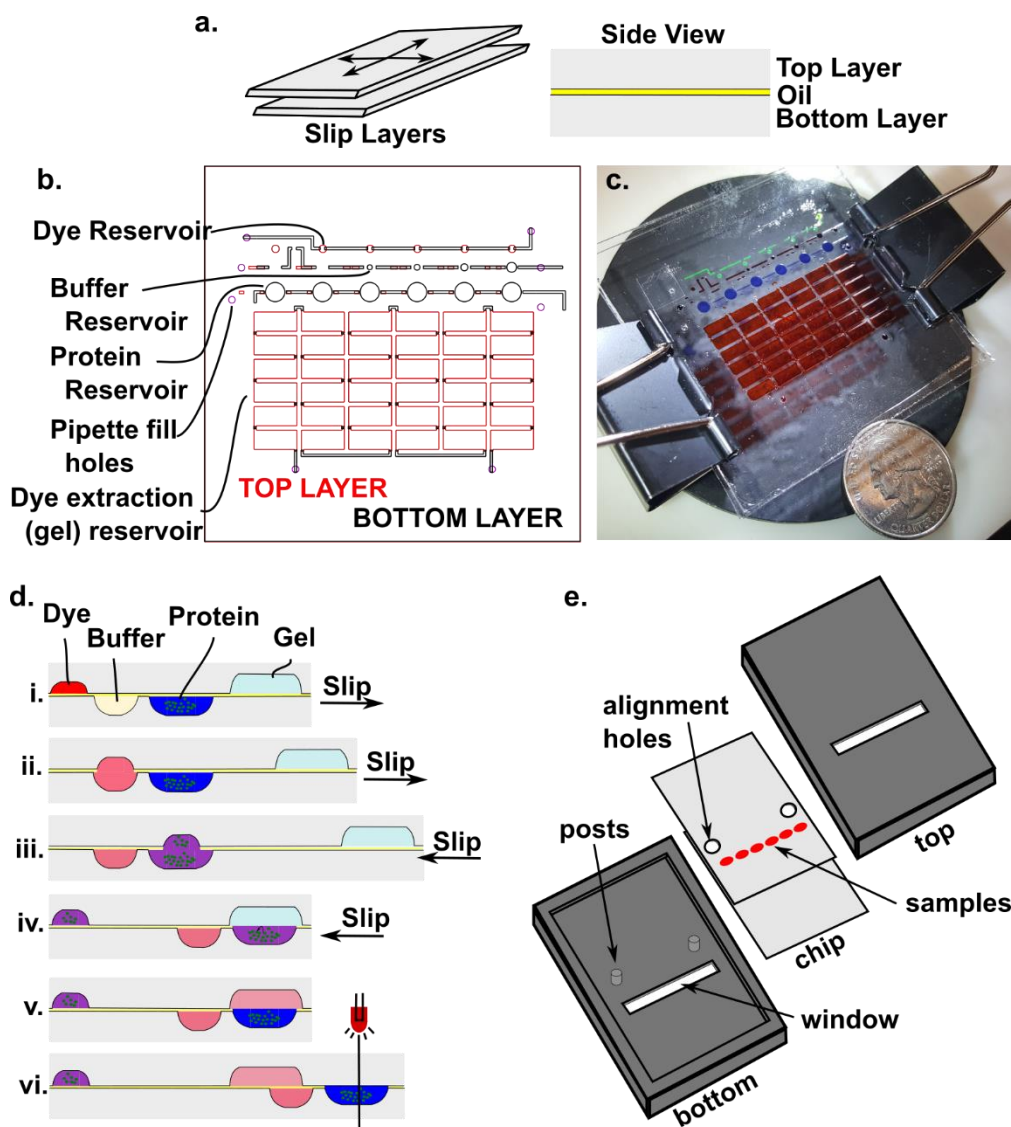 a.
Slip Layers
Side View
Top Layer
Oil
Bottom Layer
b.
Dye Reservoir
Buffer
Reservoir
Protein
Reservoir
Pipette fill
holes
Dye extraction
(gel) reservoir
TOP LAYER
BOTTOM LAYER
c.
d.
Dye
Buffer
Protein
Gel
i.
Slip
ii.
Slip
iii.
Slip
iv.
Slip
v.
vi.
e.
alignment
holes
posts
top
samples
chip
window
bottom